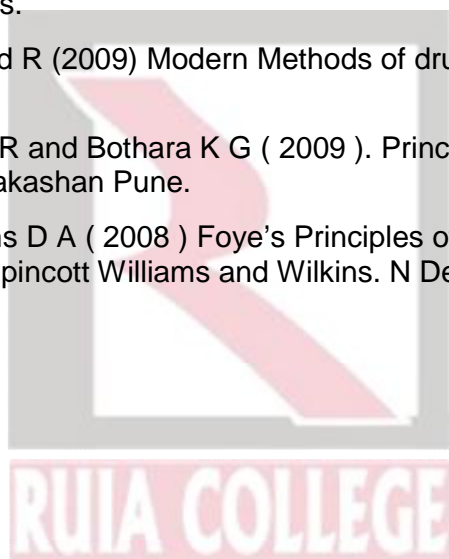 s.
d R (2009) Modern Methods of dru
R and Bothara K G ( 2009 ). Princ
akashan Pune.
s D A ( 2008 ) Foye's Principles o
pincott Williams and Wilkins. N De
RUIA COLLEGE